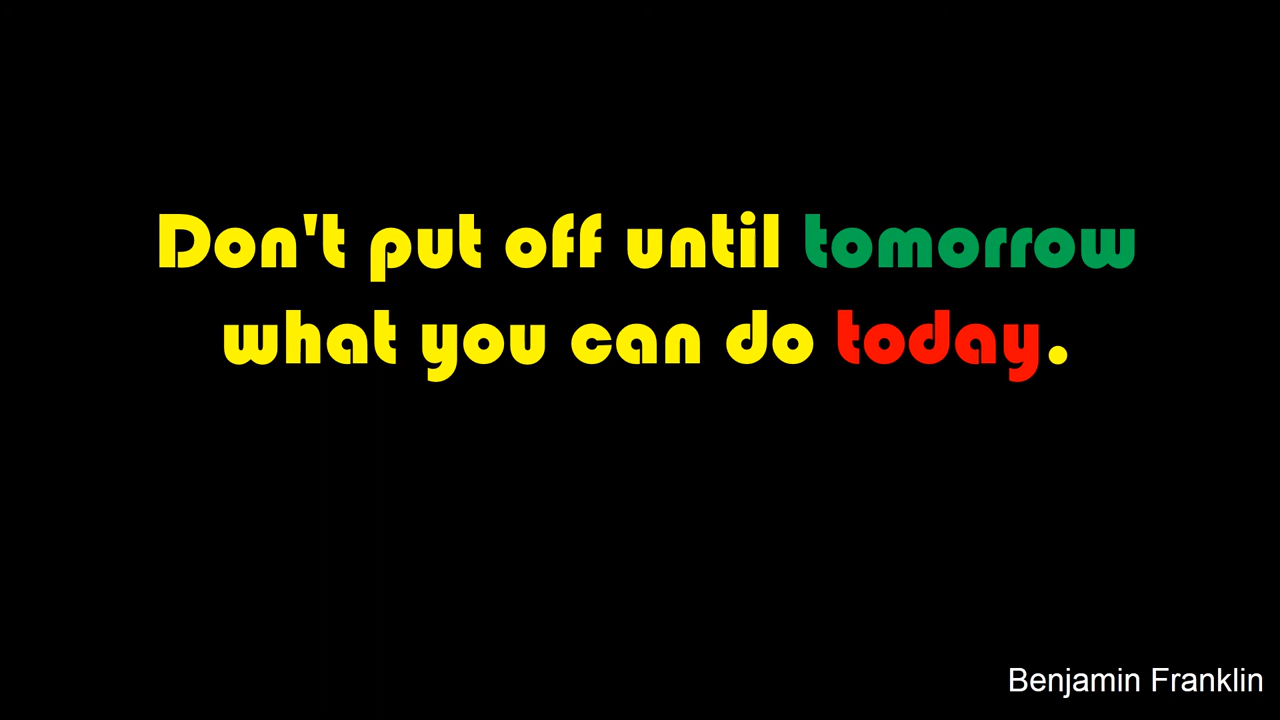 Don't put off until tomorrow
what you can do today.
Benjamin Franklin